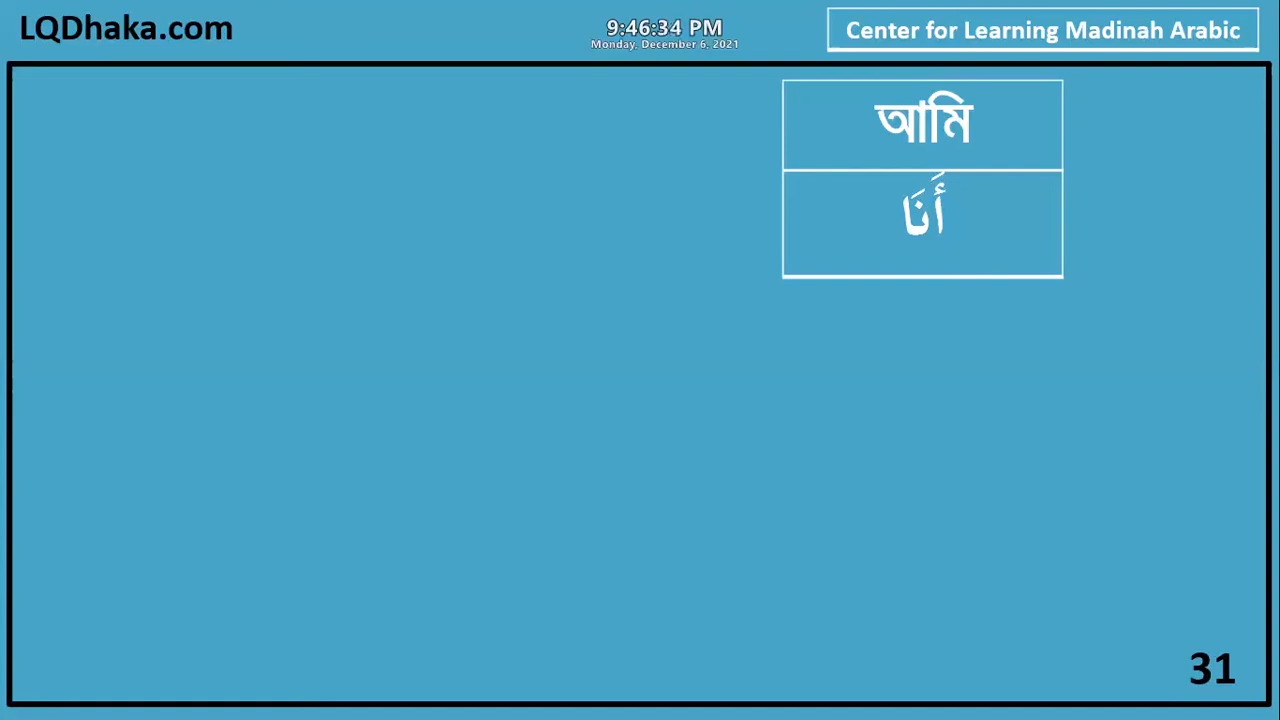 LQDhaka.com
9:46:34 PM
Monday, December 6, 2021
Center for Learning Madinah Arabic
আমি
أَنَا
31